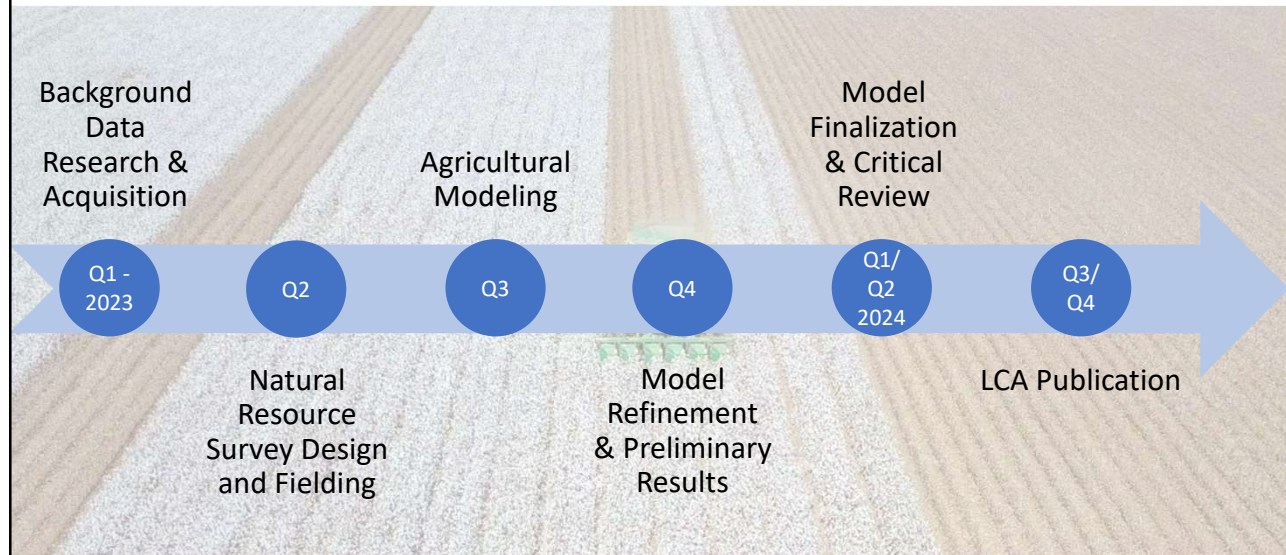 Background
Data
Research &
Acquisition
Q1 -
2023
Natural
Resource
Survey Design
and Fielding
Q2
Agricultural
Modeling
Q3
Model
Refinement
& Preliminary
Results
Q4
Model
Finalization
& Critical
Review
Q1/
Q2
2024
LCA Publication
Q3/
Q4